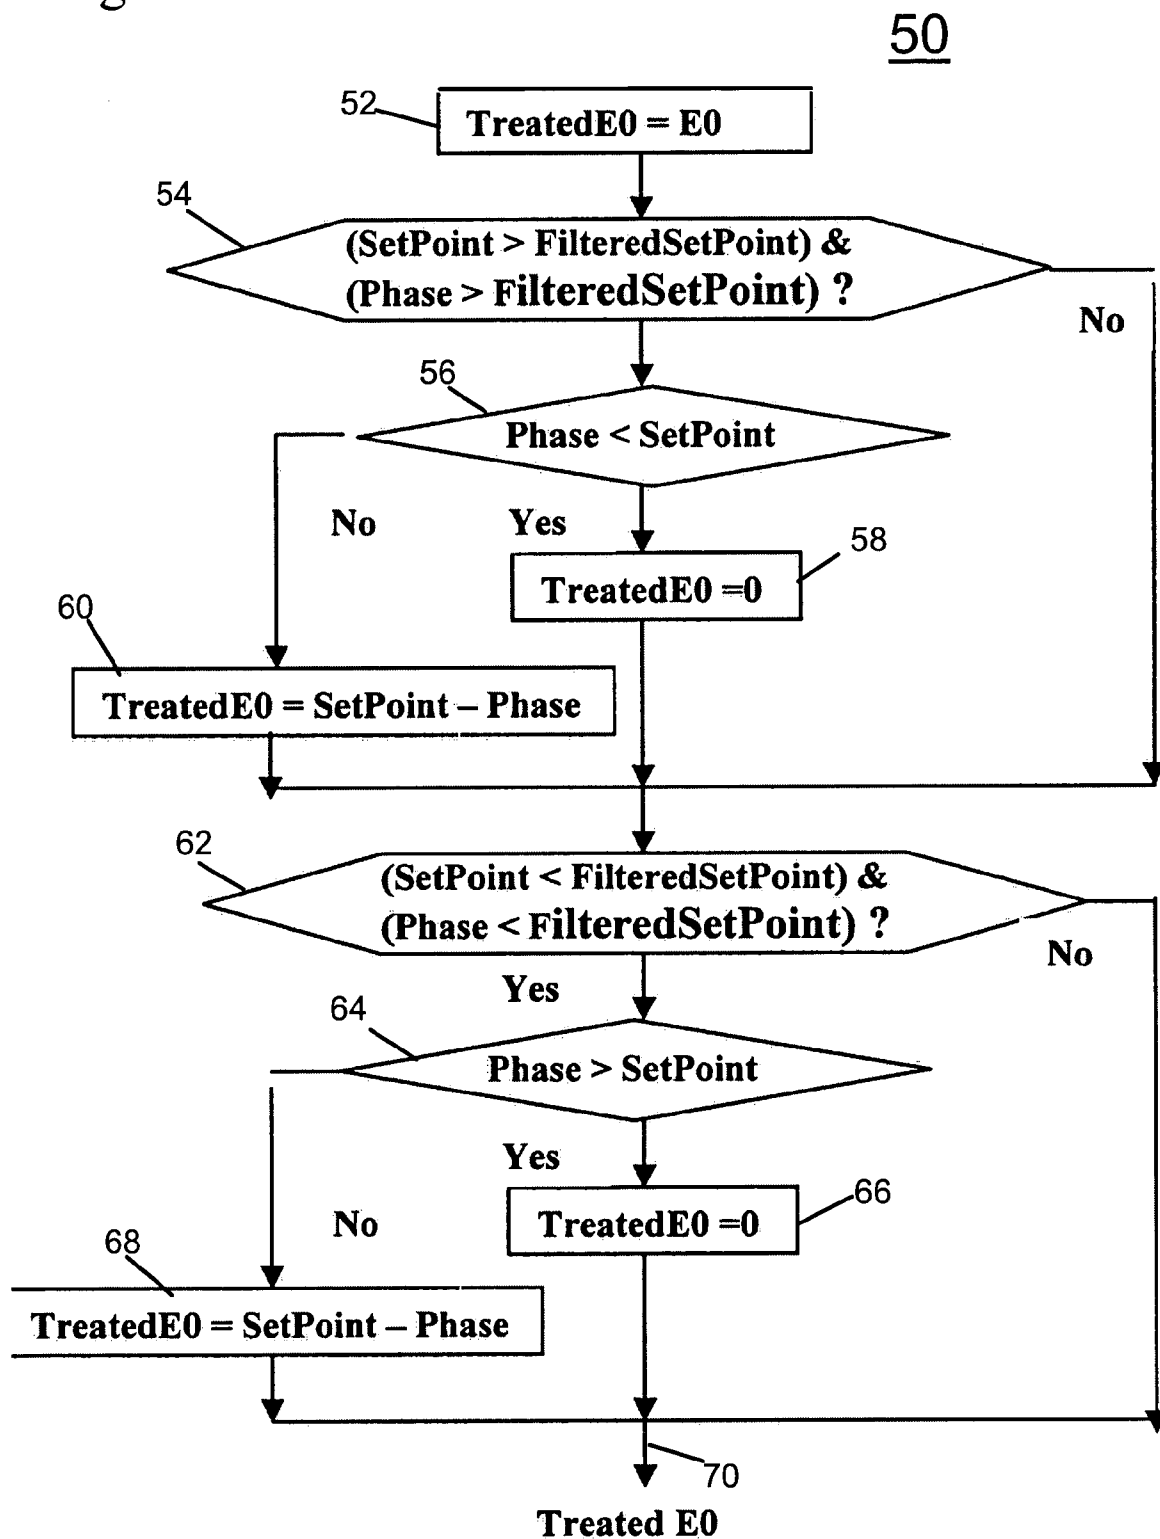 50
52
TreatedE0 = E0
54
(SetPoint > FilteredSetPoint) &
(Phase > FilteredSetPoint) ?
No
56
Phase < SetPoint
No
Yes
58
TreatedE0 =0
60
TreatedE0 = SetPoint – Phase
62
(SetPoint < FilteredSetPoint) &
(Phase < FilteredSetPoint) ?
No
Yes
64
Phase > SetPoint
Yes
66
No
TreatedE0 =0
68
TreatedE0 = SetPoint – Phase
70
Treated E0